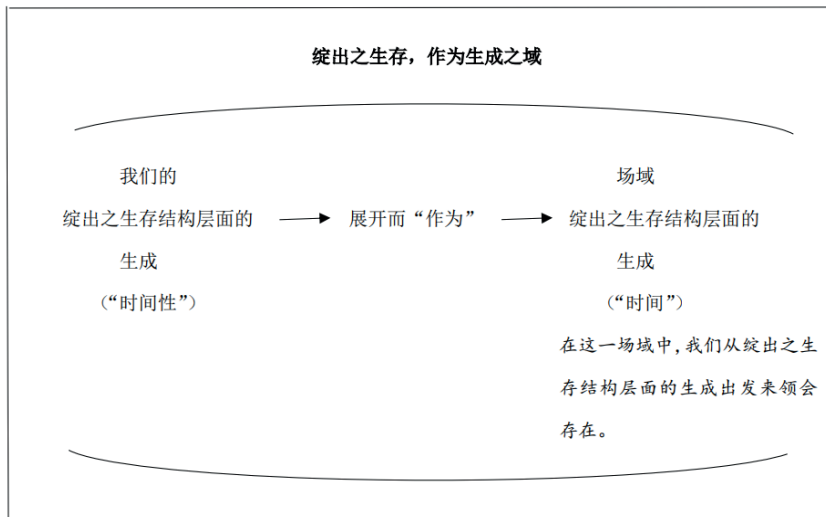 绽出之生存，作为生成之域
我们的
绽出之生存结构层面的
生成
（“时间性”）
展开而“作为”
场域
绽出之生存结构层面的
生成
（“时间”）
在这一场域中,我们从绽出之生
存结构层面的生成出发来领会
存在。